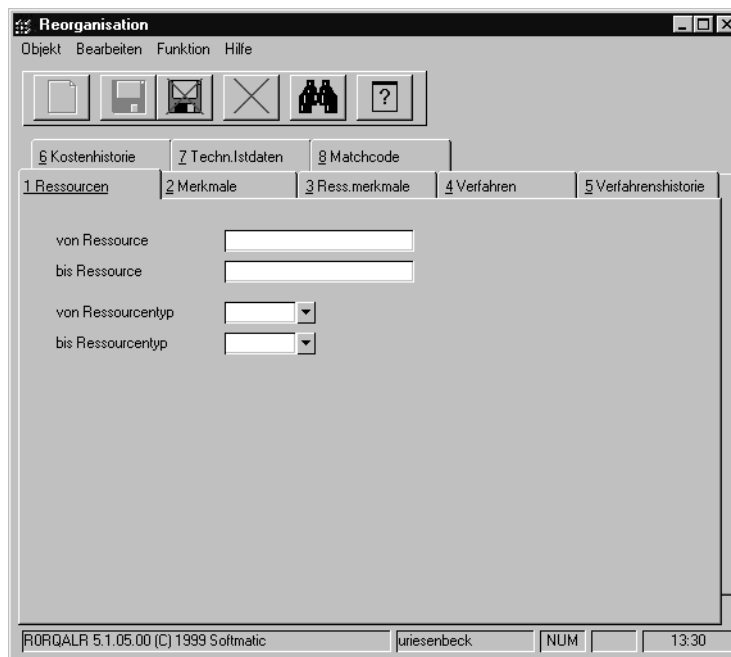 Reorganisation
Objekt Bearbeiten Funktion Hilfe
?
6 Kostenhistorie 7 Techn.Istdaten 8 Matchcode
1 Ressourcen 2 Merkmale 3 Ress.merkmale 4 Verfahren 5 Verfahrenshistorie
von Ressource
bis Ressource
von Ressourcentyp
bis Ressourcentyp
R0RQALR 5.1.05.00 (C) 1999 Softmatic uriesenbeck NUM 13:30